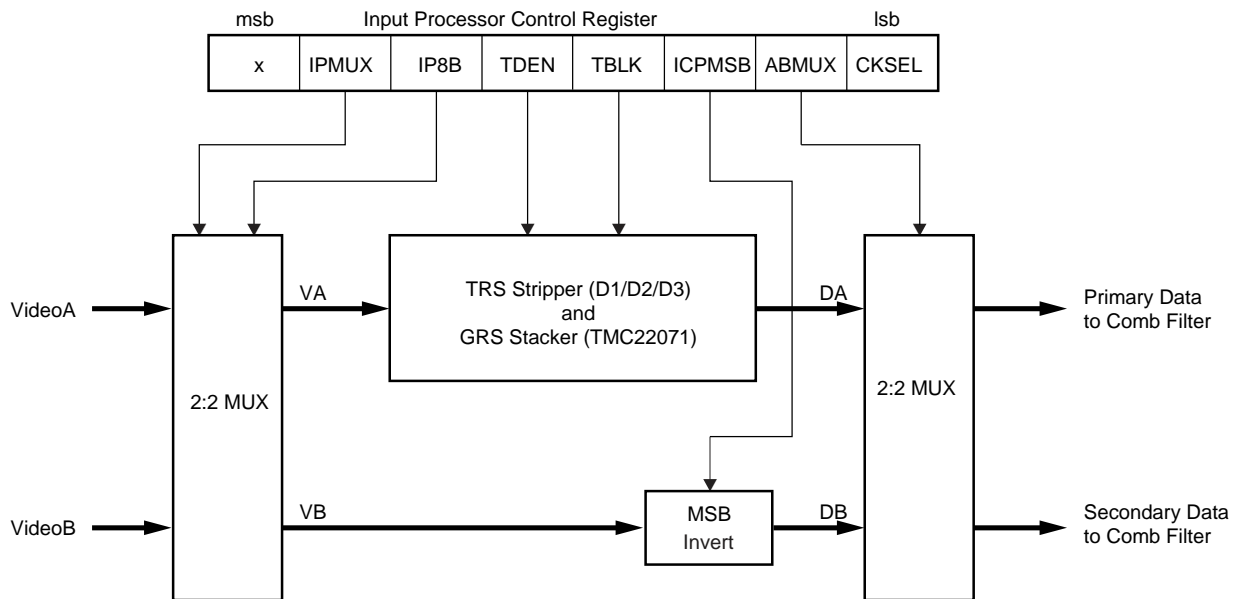 msb Input Processor Control Register lsb
x IPMUX IP8B TDEN TBLK ICPMSB ABMUX CKSEL
VideoA
VA
TRS Stripper (D1/D2/D3)
and
GRS Stacker (TMC22071)
DA
Primary Data
to Comb Filter
2:2 MUX
2:2 MUX
VideoB
VB
MSB
Invert
DB
Secondary Data
to Comb Filter